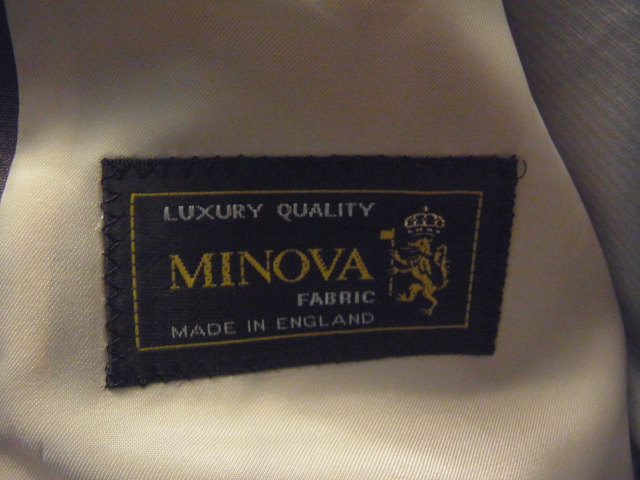 LUXURY QUALITY
MINOVA
FABRIC
MADE IN ENGLAND